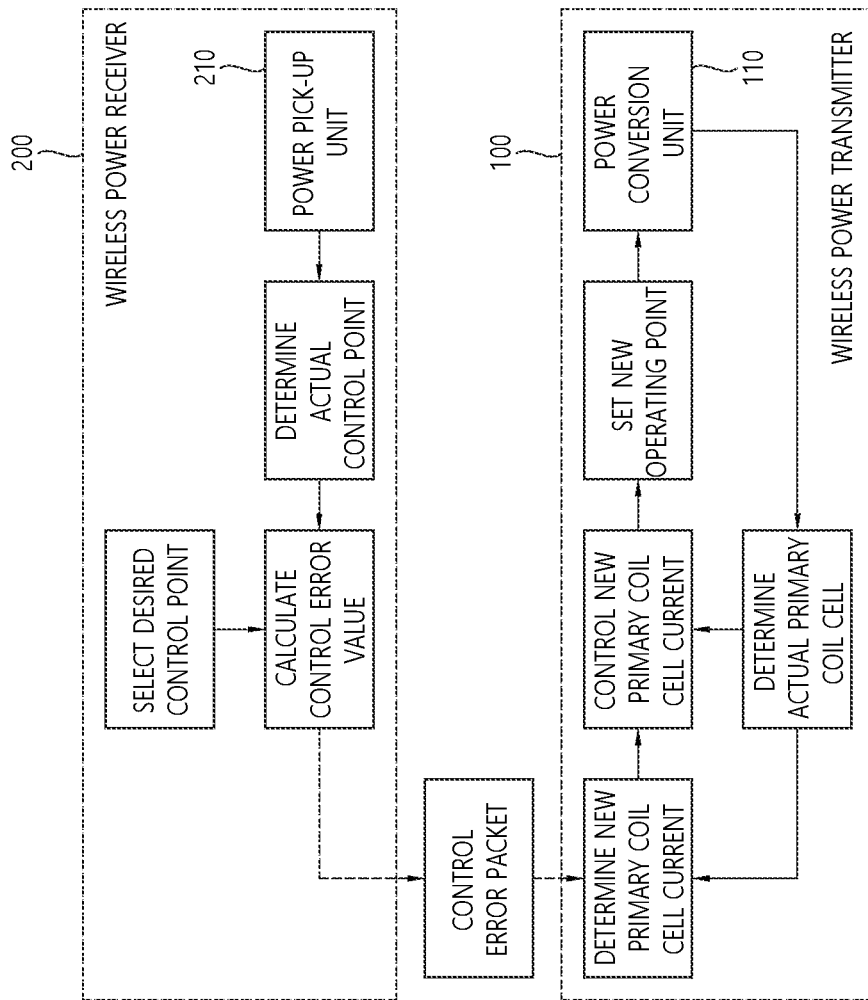 200
WIRELESS POWER RECEIVER
SELECT DESIRED
CONTROL POINT
210
CALCULATE
CONTROL ERROR
VALUE
DETERMINE
ACTUAL
CONTROL POINT
POWER PICK-UP
UNIT
CONTROL
ERROR PACKET
100
DETERMINE NEW
PRIMARY COIL
CELL CURRENT
CONTROL NEW
PRIMARY COIL
CELL CURRENT
SET NEW
OPERATING POINT
POWER
CONVERSION
UNIT
110
DETERMINE
ACTUAL PRIMARY
COIL CELL
WIRELESS POWER TRANSMITTER